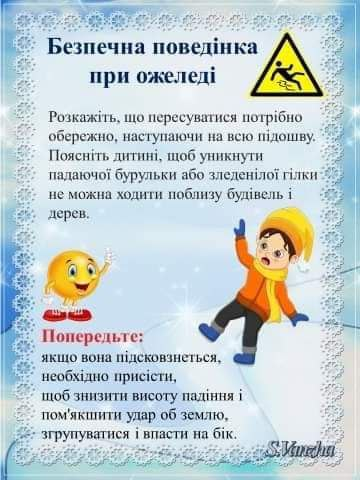 Безпечна поведінка
при ожеледі
Розкажіть, що пересуватися потрібно
обережно, наступаючи на всю підошву.
Поясніть дитині, щоб уникнути
падаючої бурульки або зледенілої гілки
не можна ходити поблизу будівель і
дерев.
Попередьте:
якщо вона підсковзнеться,
необхідно присісти,
щоб знизити висоту падіння і
пом'якшити удар об землю,
згрупуватися і впасти на бік.
S.Vanzha